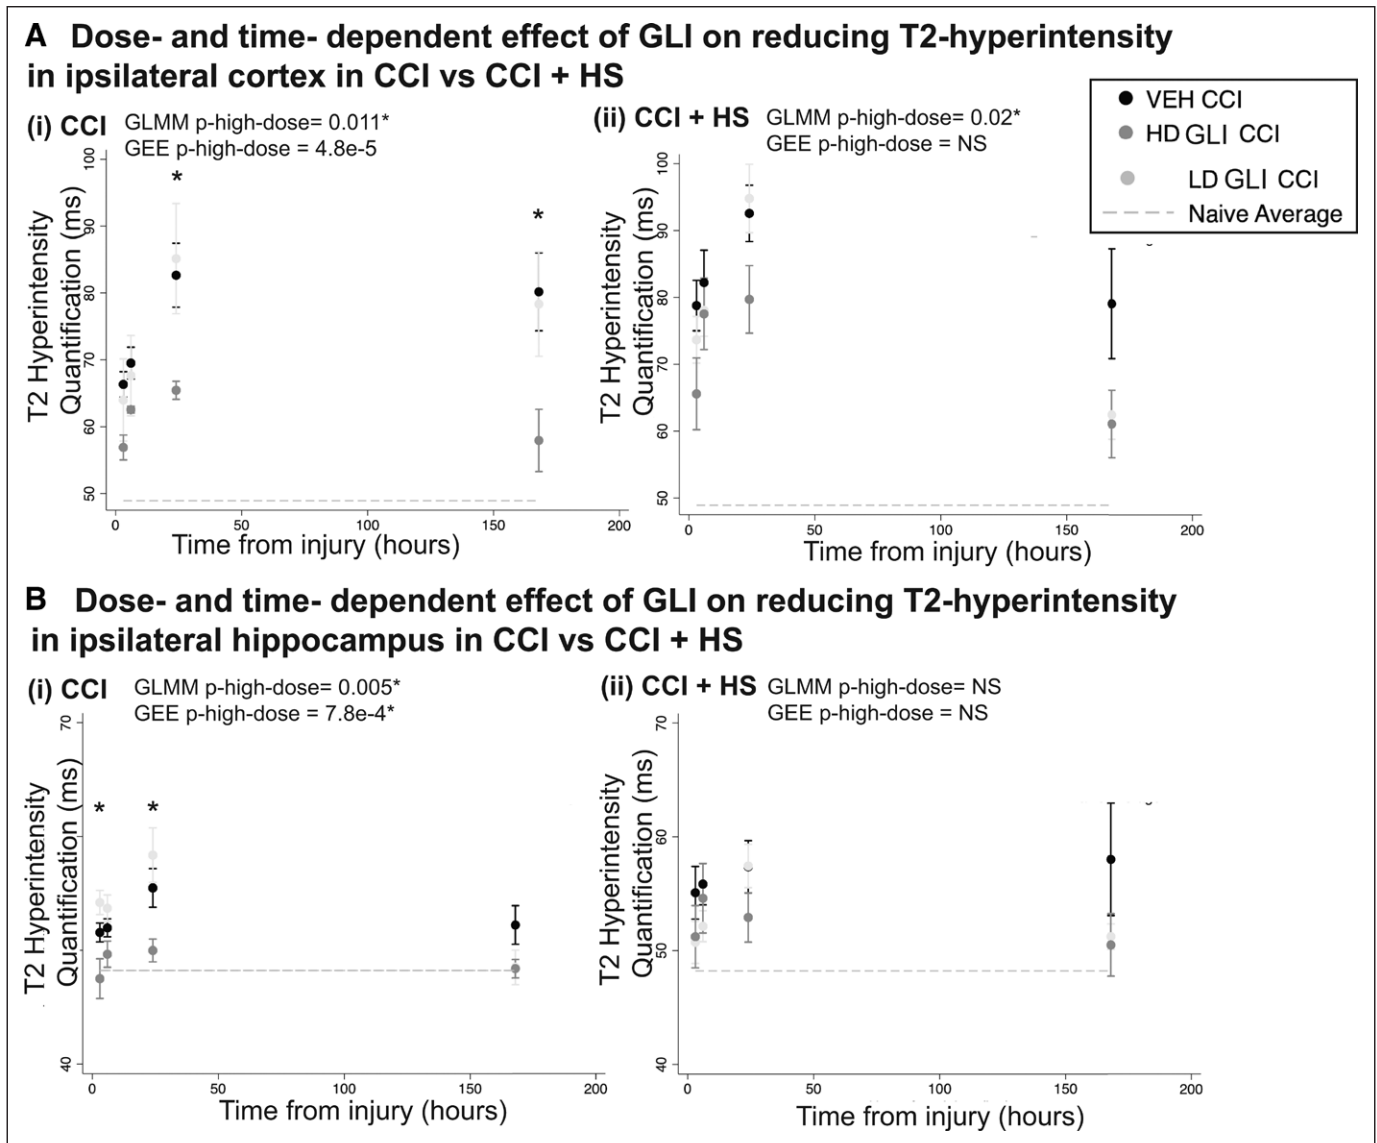 A Dose- and time- dependent effect of GLI on reducing T2-hyperintensity
in ipsilateral cortex in CCI vs CCI + HS
(i) CCI
GLMM p-high-dose= 0.011*
GEE p-high-dose = 4.8e-5
T2 Hyperintensity
Quantification (ms)
100
90
80
70
60
50
*
*
0 50 100 150 200
Time from injury (hours)
(ii) CCI + HS
GLMM p-high-dose= 0.02*
GEE p-high-dose = NS
T2 Hyperintensity
Quantification (ms)
100
90
80
70
60
50
0 50 100 150 200
Time from injury (hours)
VEH CCI
HD GLI CCI
LD GLI CCI
Naive Average
B Dose- and time- dependent effect of GLI on reducing T2-hyperintensity
in ipsilateral hippocampus in CCI vs CCI + HS
(i) CCI
GLMM p-high-dose= 0.005*
GEE p-high-dose = 7.8e-4*
T2 Hyperintensity
Quantification (ms)
70
40
*
*
0 50 100 150 200
Time from injury (hours)
(ii) CCI + HS
GLMM p-high-dose= NS
GEE p-high-dose = NS
T2 Hyperintensity
Quantification (ms)
70
60
50
40
0 50 100 150 200
Time from injury (hours)